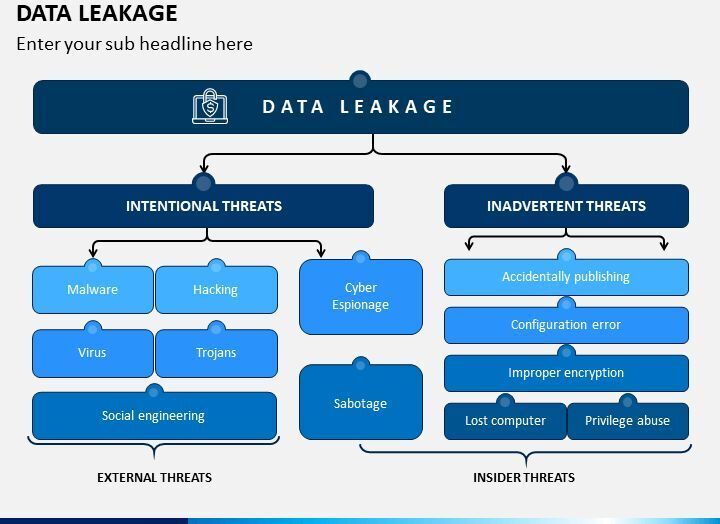 DATA LEAKAGE
Enter your sub headline here
DATA LEAKAGE
INTENTIONAL THREATS
INADVERTENT THREATS
Malware
Hacking
Cyber
Espionage
Accidentally publishing
Virus
Trojans
Configuration error
Social engineering
Sabotage
Improper encryption
Lost computer
Privilege abuse
EXTERNAL THREATS
INSIDER THREATS